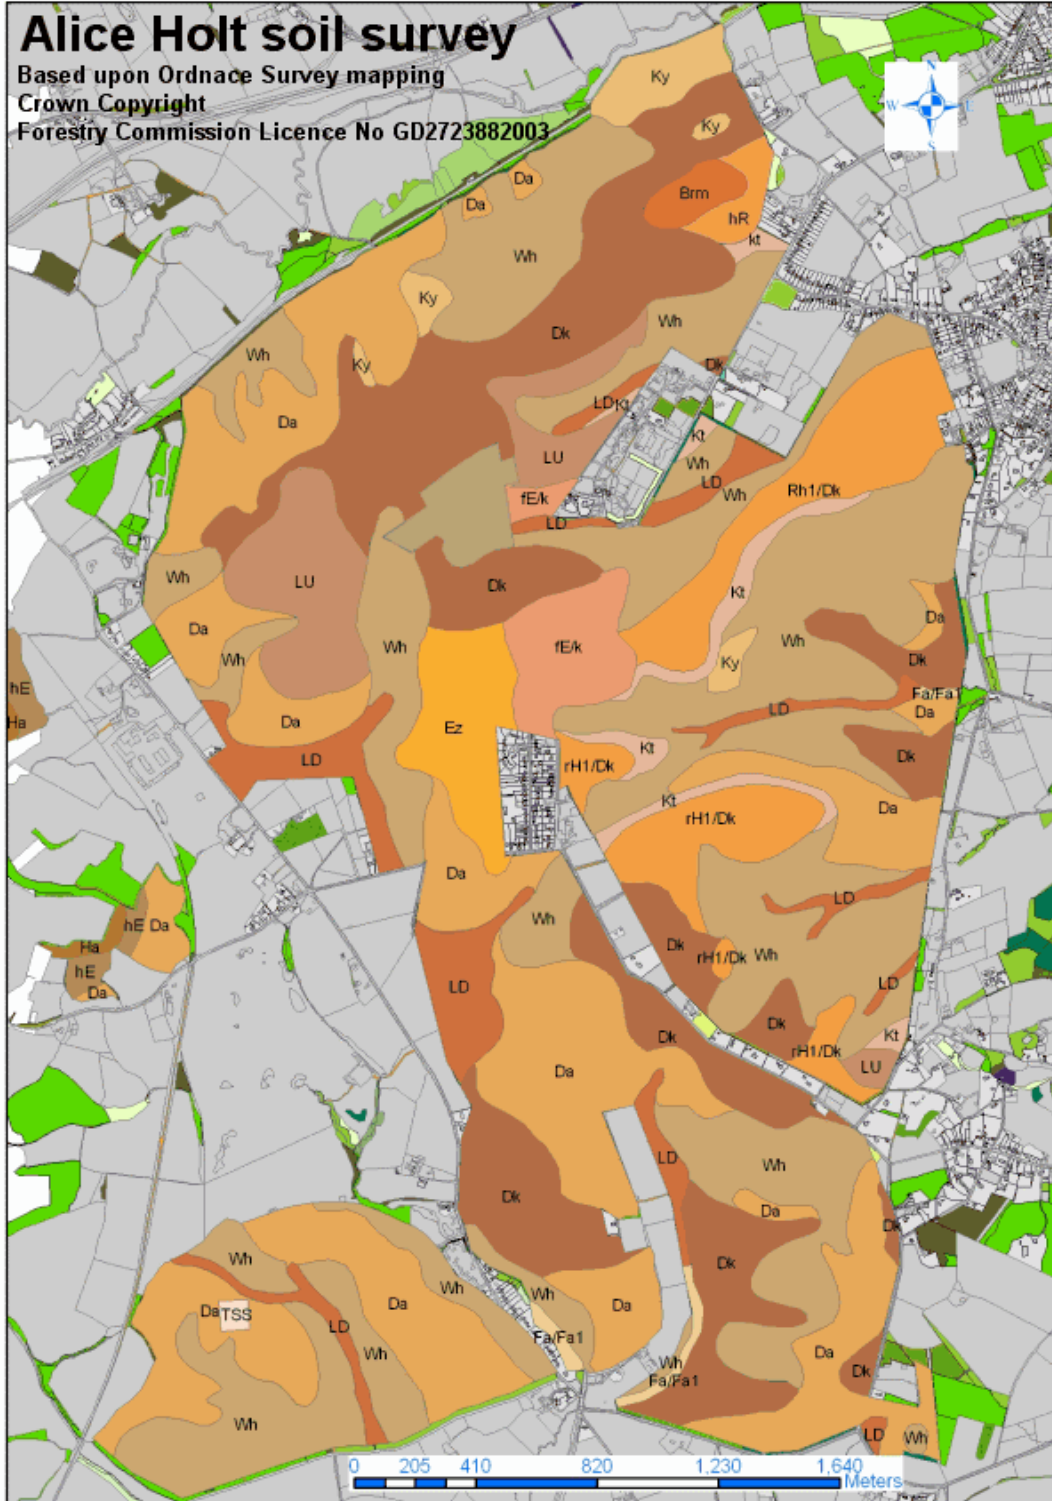 Alice Holt soil survey
Based upon Ordnace Survey mapping
Crown Copyright
Forestry Commission Licence No GD2723882003
N
W E
S
Ky
Ky
Da
Da
Brm
hR
kt
Wh
Ky
Dk
Wh
Wh
Ky
Dk
Da
LD
Kt
Kt
LU
Wh
LD
Wh
Rh1/Dk
fE/k
LD
Wh
LU
Dk
Kt
Da
Da
Wh
Wh
fE/k
Wh
Ky
Dk
hE
Ha
Fa/Fa1
Da
LD
Da
Ez
Kt
Dk
LD
rH1/Dk
Kt
rH1/Dk
Da
Da
LD
hE
Da
Wh
Ha
Dk
rH1/Dk
Wh
hE
Da
LD
LD
Dk
Dk
Kt
rH1/Dk
LU
Da
LD
Wh
Dk
Da
Dk
Wh
Dk
Wh
Wh
Da
Da
Da
TSS
LD
Wh
Fa/Fa1
Da
Wh
Fa/Fa1
Dk
Wh
LD
Wh
0 205 410 820 1,230 1,640
Meters